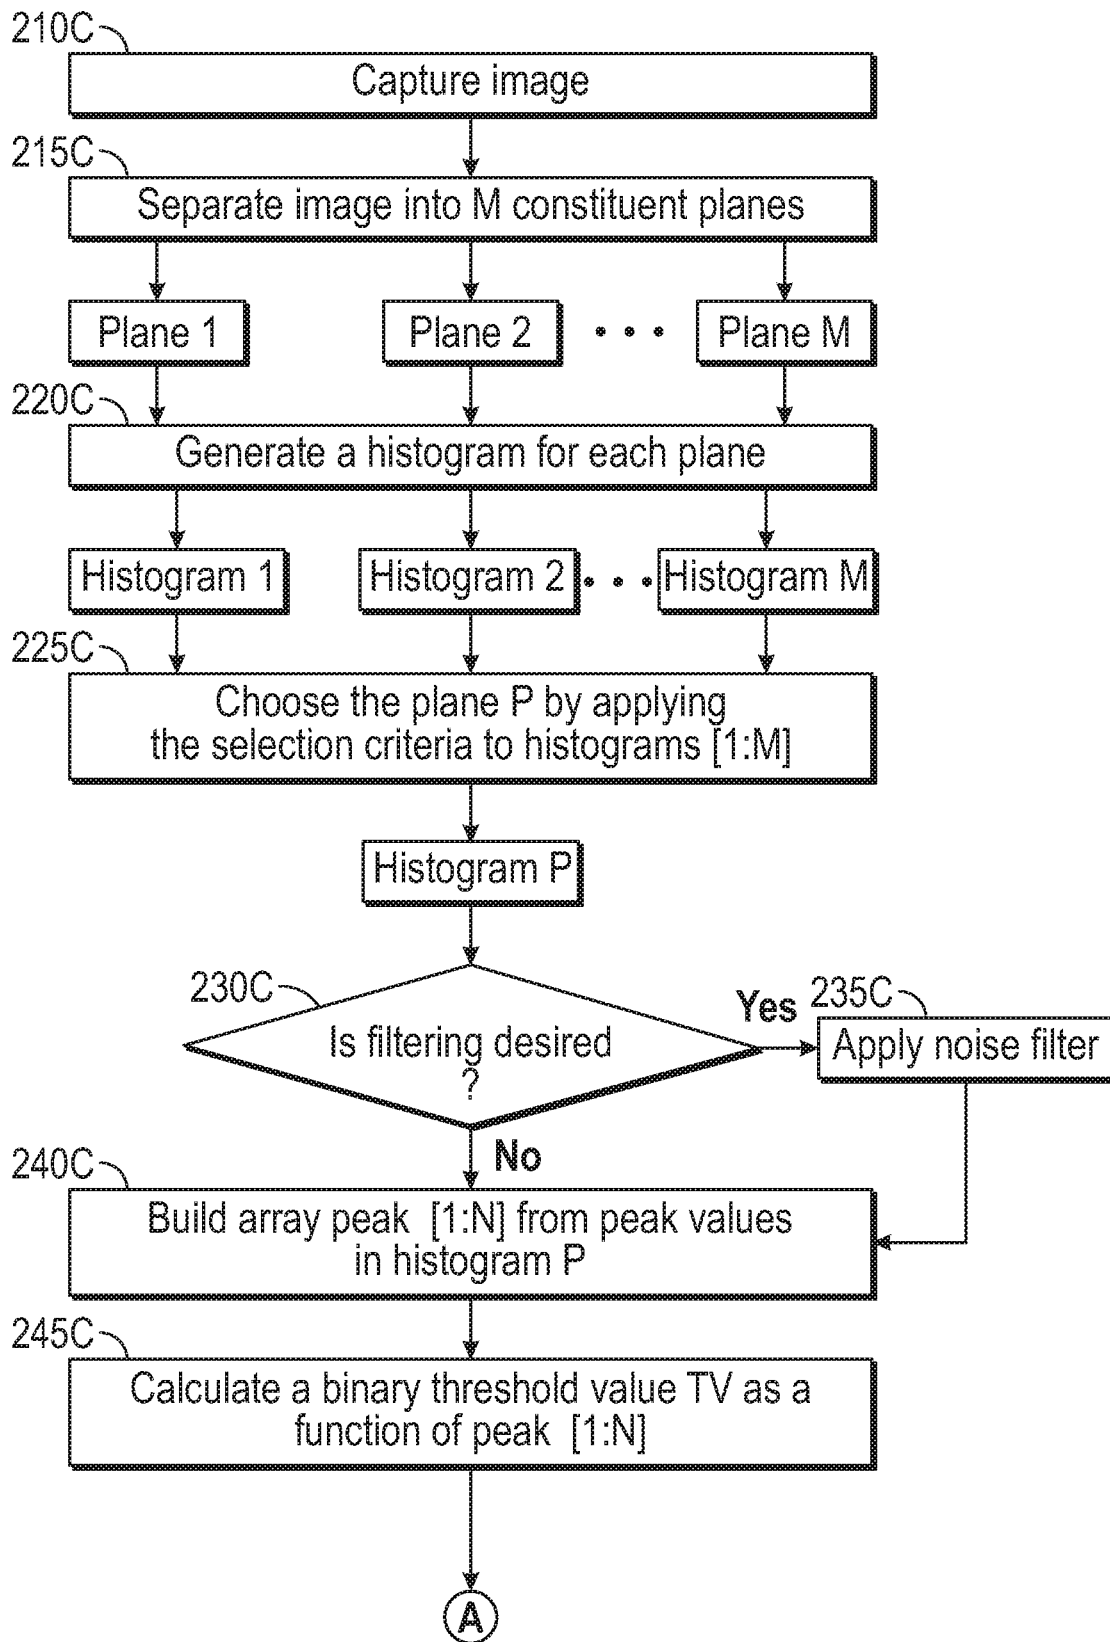 210C
Capture image
215C
Separate image into M constituent planes
Plane 1
Plane 2
• • •
Plane M
220C
Generate a histogram for each plane
Histogram 1
Histogram 2
• • •
Histogram M
225C
Choose the plane P by applying
the selection criteria to histograms [1:M]
Histogram P
230C
Is filtering desired
?
Yes
235C
Apply noise filter
No
240C
Build array peak [1:N] from peak values
in histogram P
245C
Calculate a binary threshold value TV as a
function of peak [1:N]
A